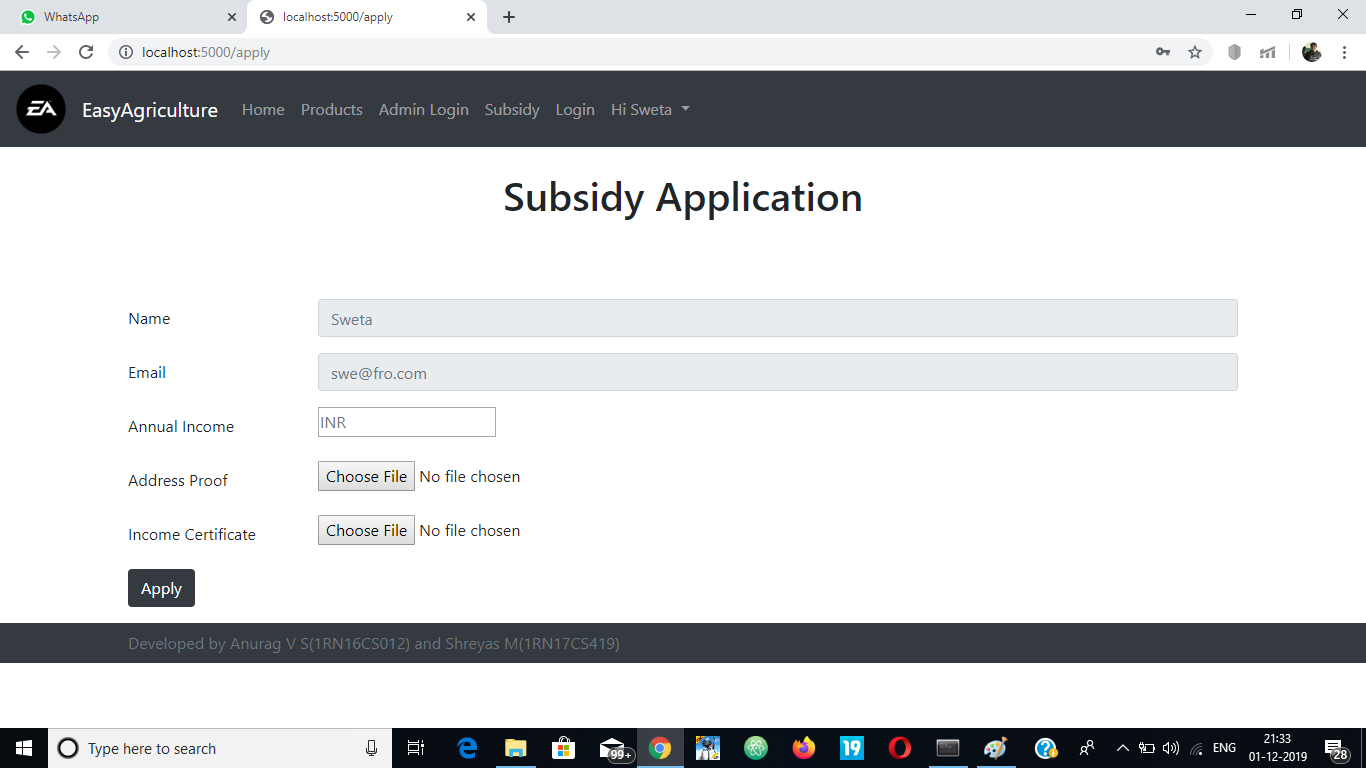 WhatsApp
localhost:5000/apply
localhost:5000/apply
EA
EasyAgriculture Home Products Admin Login Subsidy Login Hi Sweta
Subsidy Application
Name Sweta
Email swe@fro.com
Annual Income INR
Address Proof Choose File No file chosen
Income Certificate Choose File No file chosen
Apply
Developed by Anurag V S(1RN16CS012) and Shreyas M(1RN17CS419)
Type here to search 99+ 19 ENG 21:33
01-12-2019 28